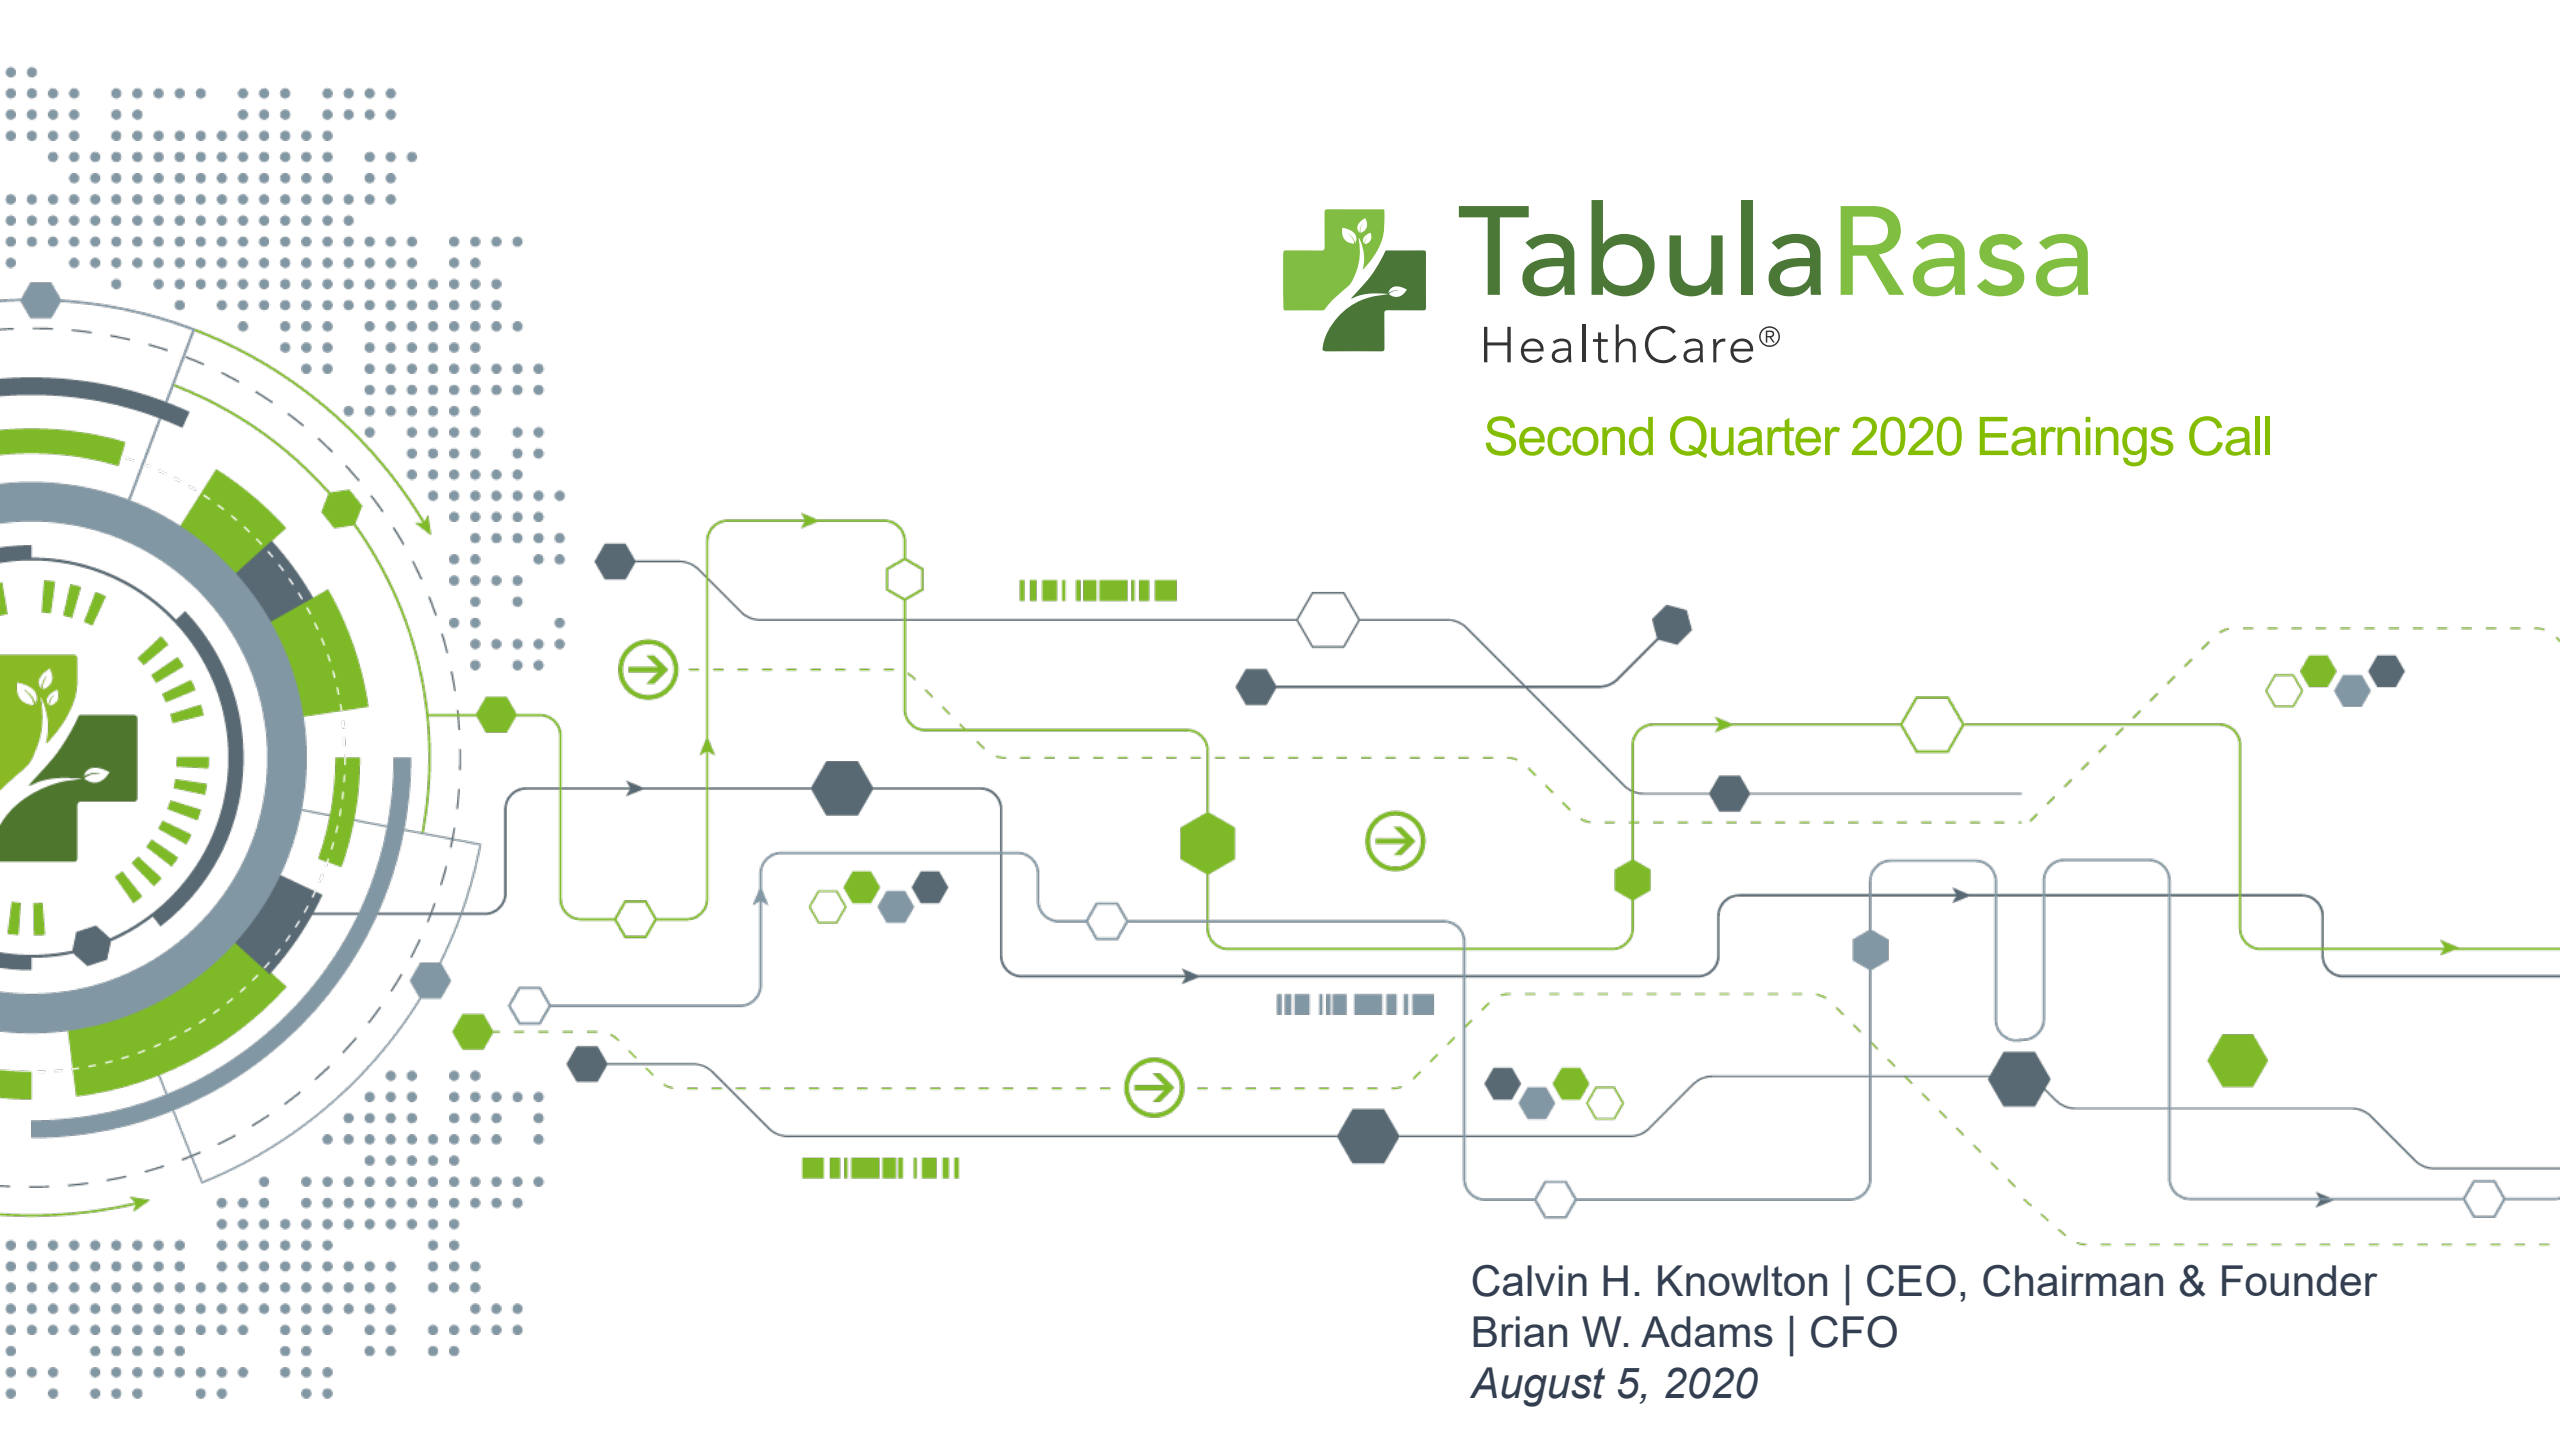 TabulaRasa
HealthCare®
Second Quarter 2020 Earnings Call
Calvin H. Knowlton | CEO, Chairman & Founder
Brian W. Adams | CFO
August 5, 2020